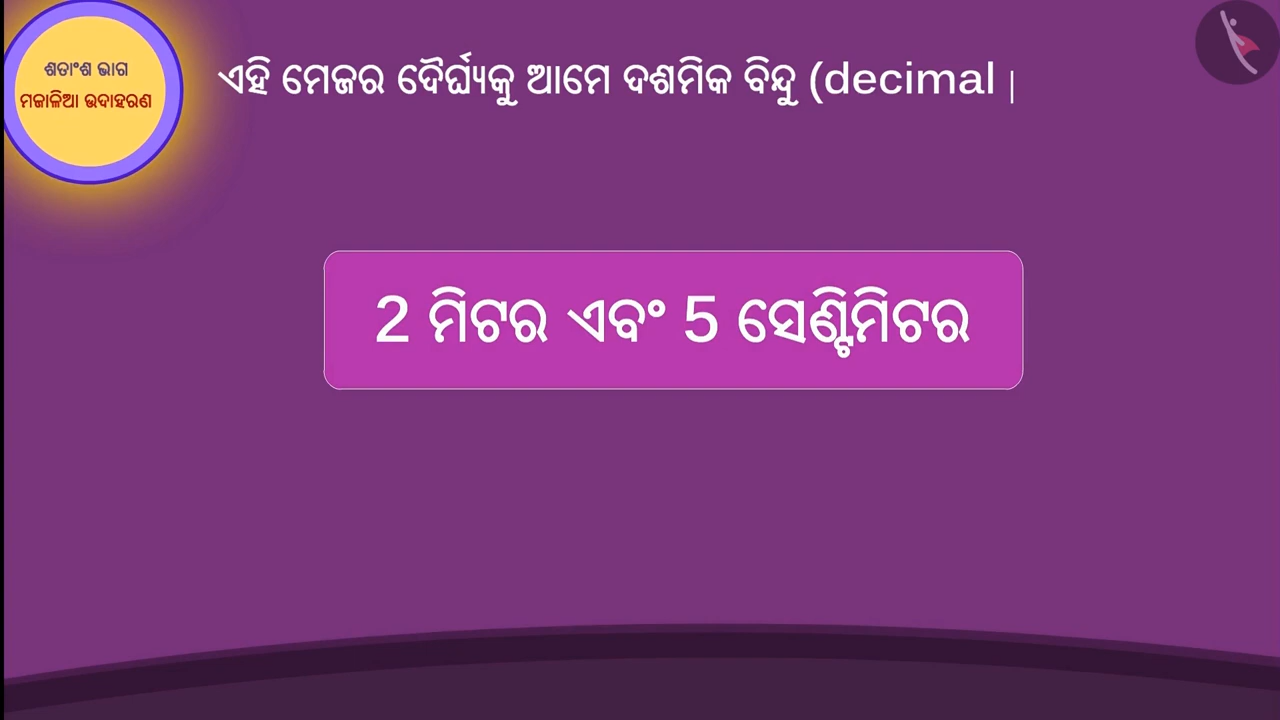 ଶତାଂଶ ଭାଗ
ମଜାଳିଆ ଉଦାହରଣ
ଏହି ମେଜର ଦୈର୍ଘ୍ୟକୁ ଆମେ ଦଶମିକ ବିନ୍ଦୁ (decimal |
2 ମିଟର ଏବଂ 5 ସେଣ୍ଟିମିଟର